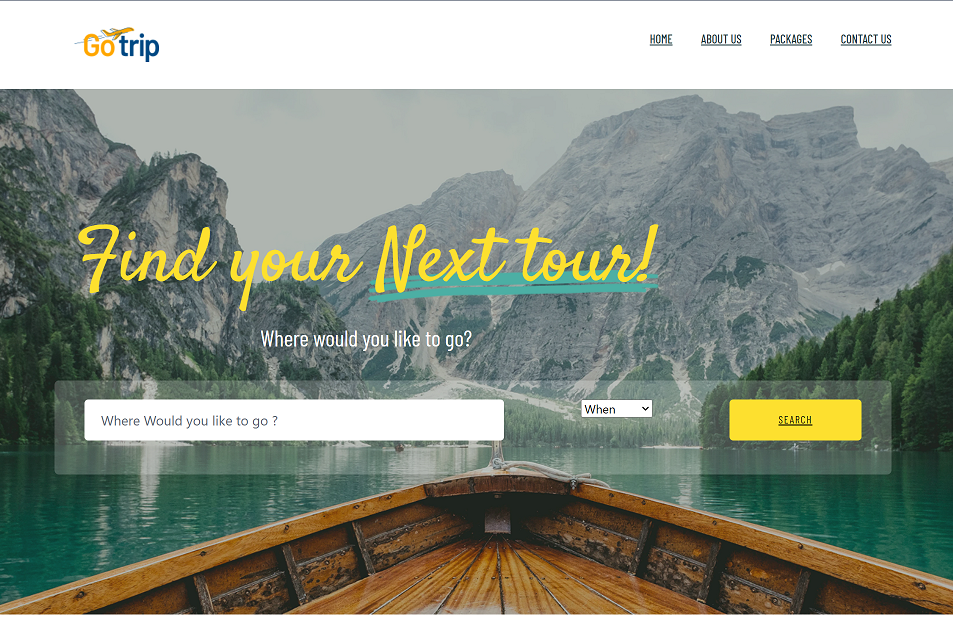 Go trip
HOME ABOUT US PACKAGES CONTACT US
Find your Next tour!
Where would you like to go?
Where Would you like to go ?
When
SEARCH